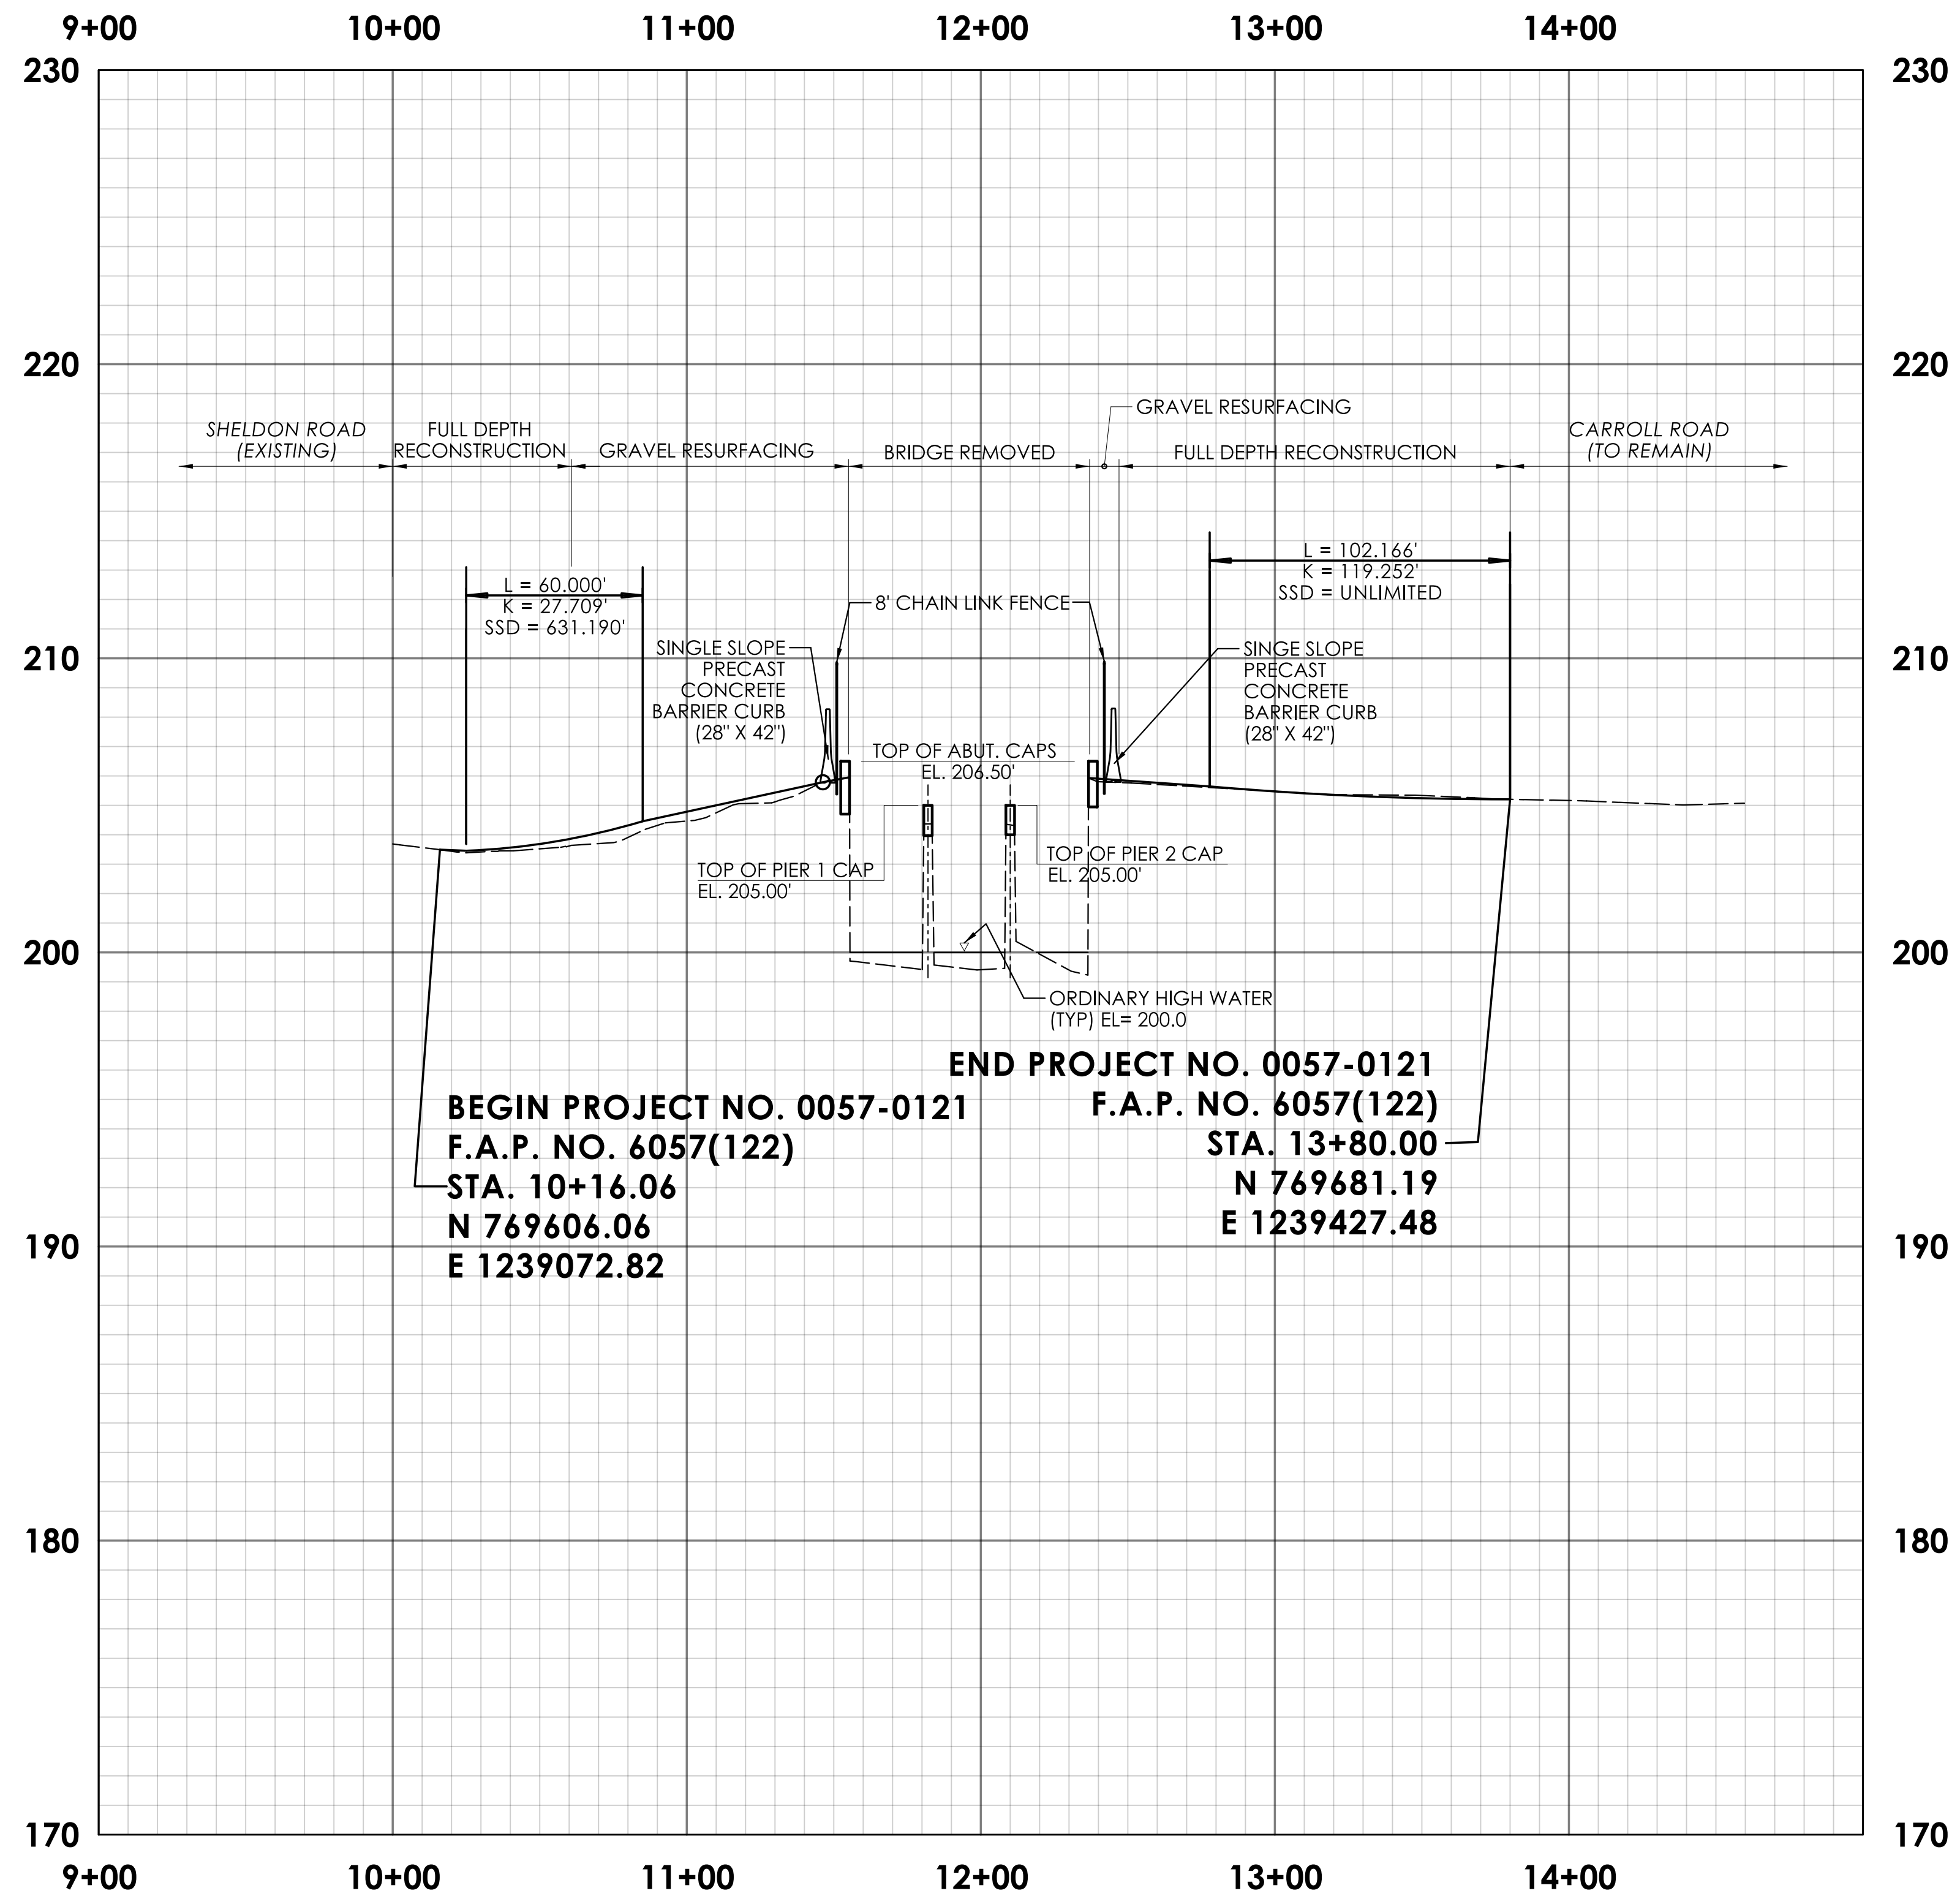 9+00 10+00 11+00 12+00 13+00 14+00
230 230
220 220
GRAVEL RESURFACING
SHELDON ROAD
(EXISTING)
FULL DEPTH
RECONSTRUCTION
GRAVEL RESURFACING
BRIDGE REMOVED
FULL DEPTH RECONSTRUCTION
CARROLL ROAD
(TO REMAIN)
L = 60.000'
K = 27.709'
SSD = 631.190'
8' CHAIN LINK FENCE
L = 102.166'
K = 119.252'
SSD = UNLIMITED
210 210
SINGLE SLOPE
PRECAST
CONCRETE
BARRIER CURB
(28" X 42")
SINGE SLOPE
PRECAST
CONCRETE
BARRIER CURB
(28" X 42")
TOP OF ABUT. CAPS
EL. 206.50'
TOP OF PIER 1 CAP
EL. 205.00'
TOP OF PIER 2 CAP
EL. 205.00'
200 200
ORDINARY HIGH WATER
(TYP) EL= 200.0
BEGIN PROJECT NO. 0057-0121
F.A.P. NO. 6057(122)
STA. 10+16.06
N 769606.06
E 1239072.82
END PROJECT NO. 0057-0121
F.A.P. NO. 6057(122)
STA. 13+80.00
N 769681.19
E 1239427.48
190 190
180 180
170 170
9+00 10+00 11+00 12+00 13+00 14+00